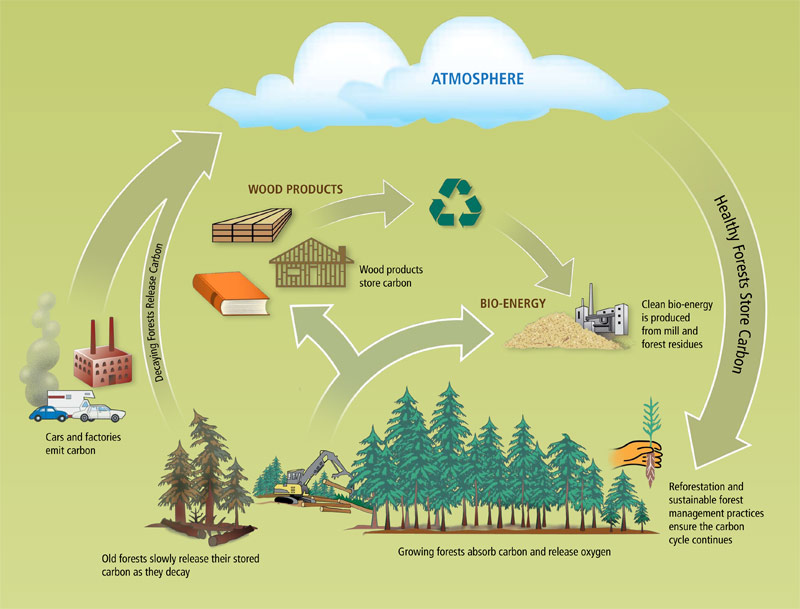 ATMOSPHERE
WOOD PRODUCTS
Wood products
store carbon
BIO-ENERGY
Clean bio-energy
is produced
from mill and
forest residues
Healthy Forests Store Carbon
Decaying Forests Release Carbon
Cars and factories
emit carbon
Old forests slowly release their stored
carbon as they decay
Growing forests absorb carbon and release oxygen
Reforestation and
sustainable forest
management practices
ensure the carbon
cycle continues